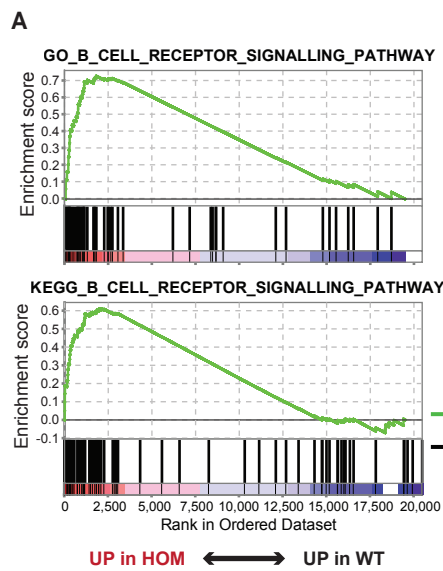 A
GO_B_CELL_RECEPTOR_SIGNALLING_PATHWAY
Enrichment score
0.7
0.6
0.5
0.4
0.3
0.2
0.1
0.0
KEGG_B_CELL_RECEPTOR_SIGNALLING_PATHWAY
Enrichment score
0.6
0.5
0.4
0.3
0.2
0.1
0.0
-0.1
0 2,500 5,000 7,500 10,000 12,500 15,000 17,500 20,000
Rank in Ordered Dataset
UP in HOM UP in WT